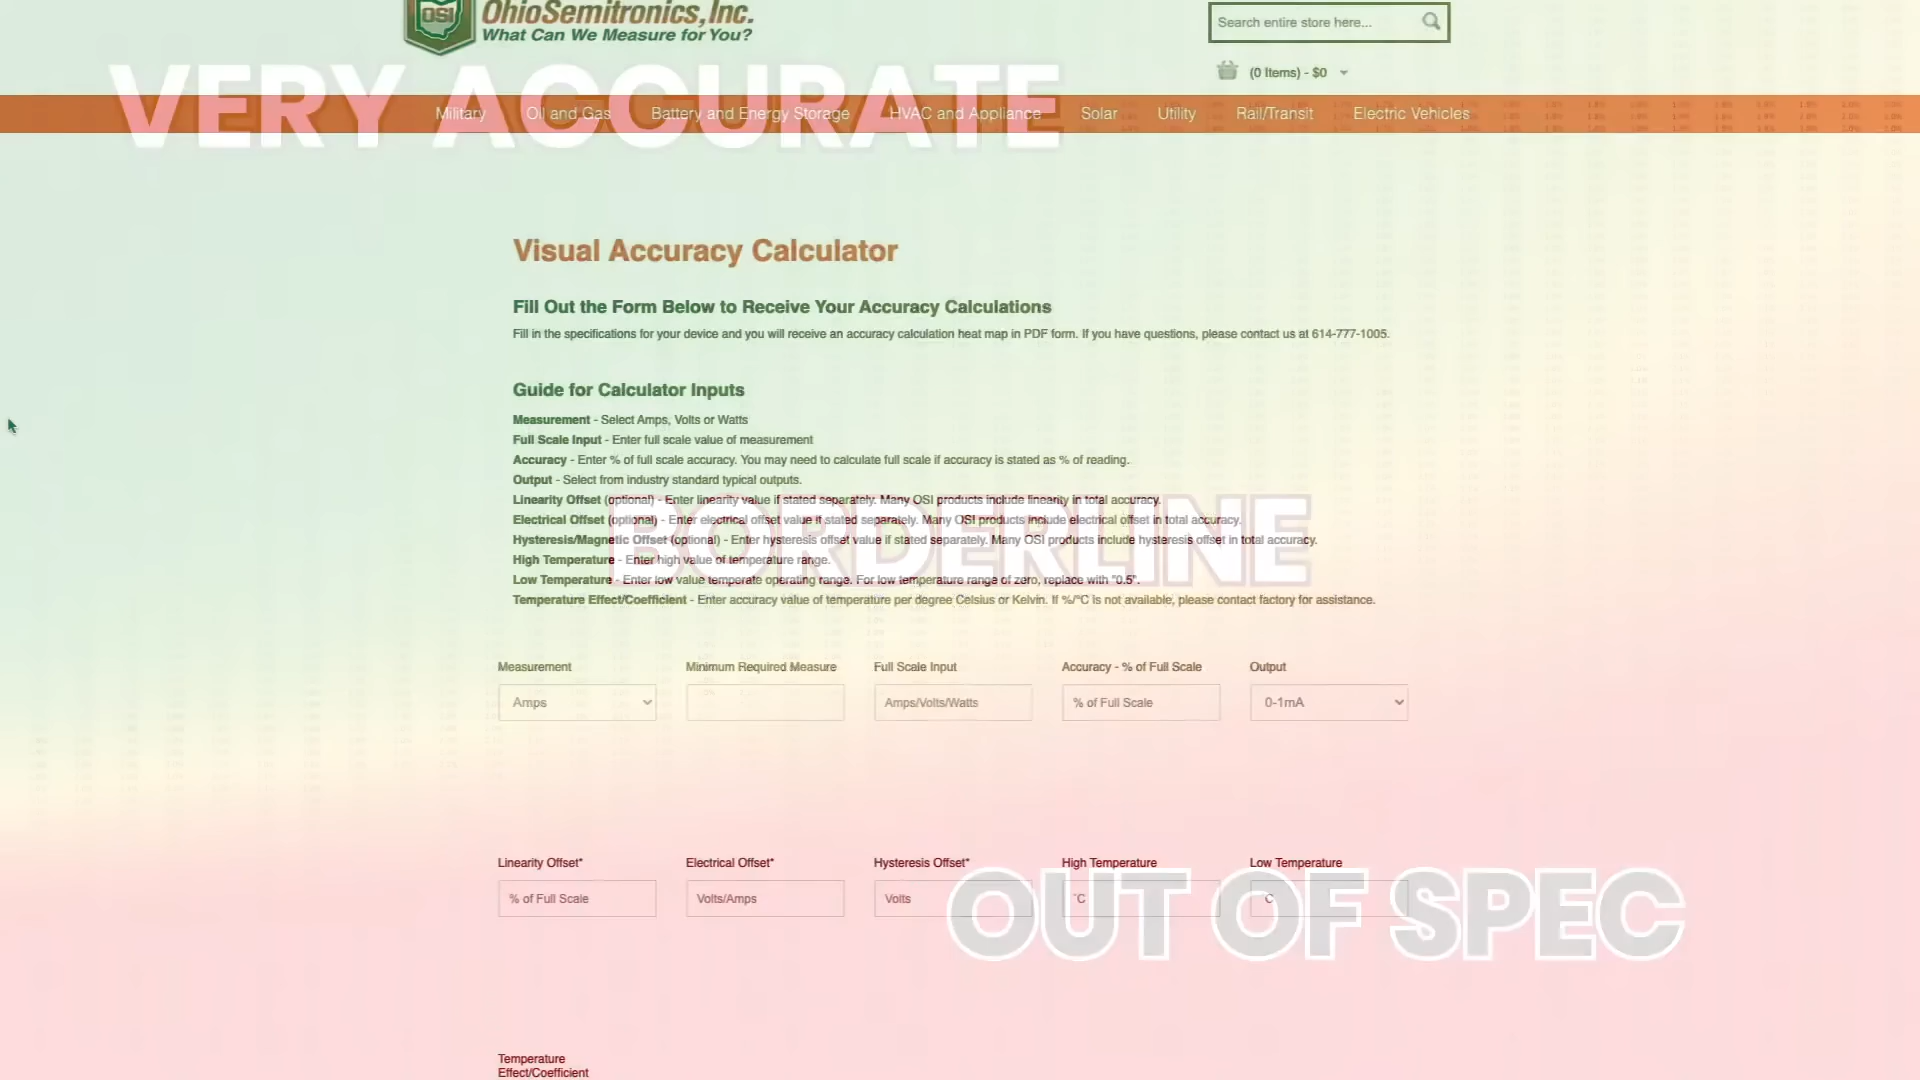 OSI
OhioSemitronics, Inc.
What Can We Measure for You?
Search entire store here...
(0 Items) - $0
VERY ACCURATE
Military Oil and Gas Battery and Energy Storage HVAC and Appliance Solar Utility Rail/Transit Electric Vehicles
Visual Accuracy Calculator
Fill Out the Form Below to Receive Your Accuracy Calculations
Fill in the specifications for your device and you will receive an accuracy calculation heat map in PDF form. If you have questions, please contact us at 614-777-1005.
Guide for Calculator Inputs
Measurement - Select Amps, Volts or Watts
Full Scale Input - Enter full scale value of measurement
Accuracy - Enter % of full scale accuracy. You may need to calculate full scale if accuracy is stated as % of reading.
Output - Select from industry standard typical outputs.
Linearity Offset (optional) - Enter linearity value if stated separately. Many OSI products include linearity in total accuracy.
Electrical Offset (optional) - Enter electrical offset value if stated separately. Many OSI products include electrical offset in total accuracy.
Hysteresis/Magnetic Offset (optional) - Enter hysteresis offset value if stated separately. Many OSI products include hysteresis offset in total accuracy.
BORDERLINE
High Temperature - Enter high value of temperature range.
Low Temperature - Enter low value temperate operating range. For low temperature range of zero, replace with "0.5".
Temperature Effect/Coefficient - Enter accuracy value of temperature per degree Celsius or Kelvin. If %/°C is not available, please contact factory for assistance.
Measurement Minimum Required Measure Full Scale Input Accuracy - % of Full Scale Output
Amps Amps/Volts/Watts % of Full Scale 0-1mA
Linearity Offset* Electrical Offset* Hysteresis Offset* High Temperature Low Temperature
% of Full Scale Volts/Amps Volts °C C
OUT OF SPEC
Temperature
Effect/Coefficient